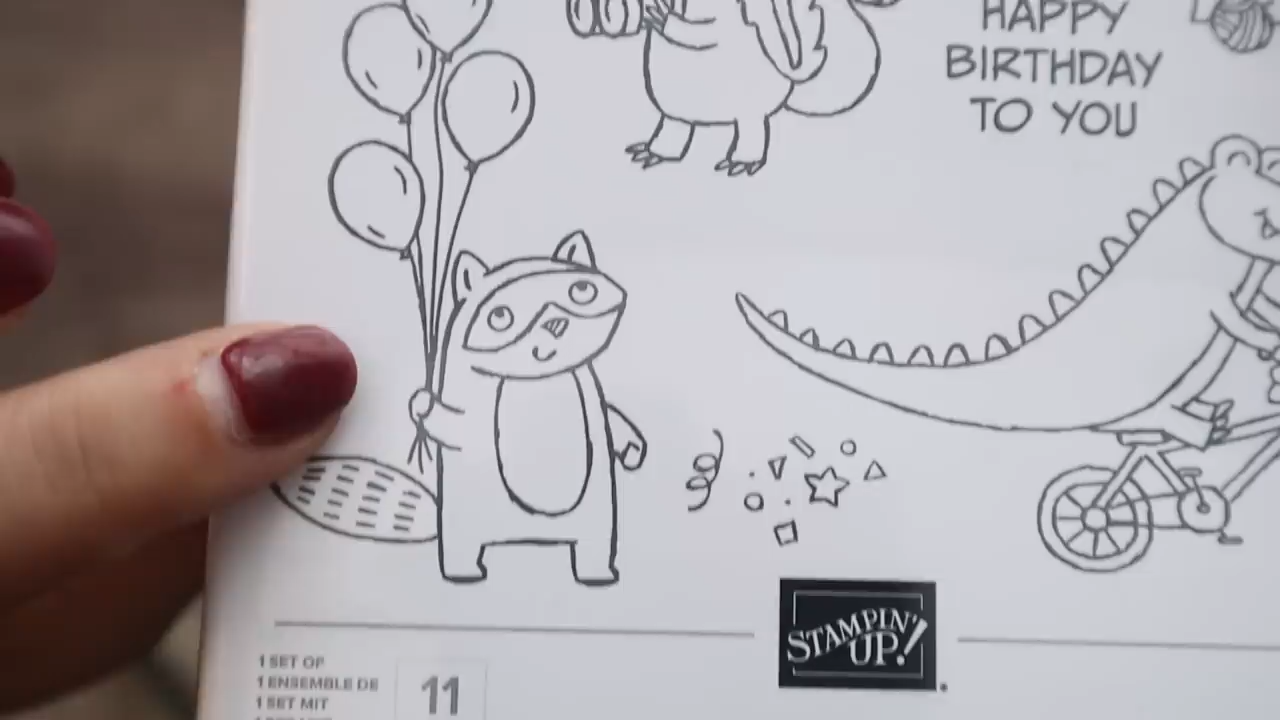 HAPPY
BIRTHDAY
TO YOU
STAMPIN'
UP!
1 SET OF
1 ENSEMBLE DE
1 SET MIT
11